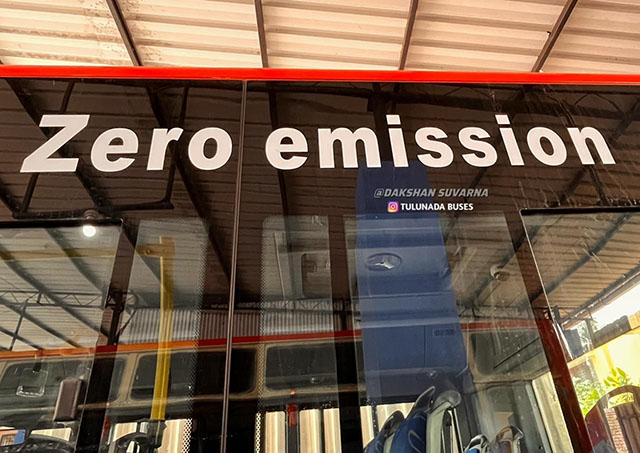 Zero emission
@DAKSHAN SUVARNA
TULUNADA BUSES